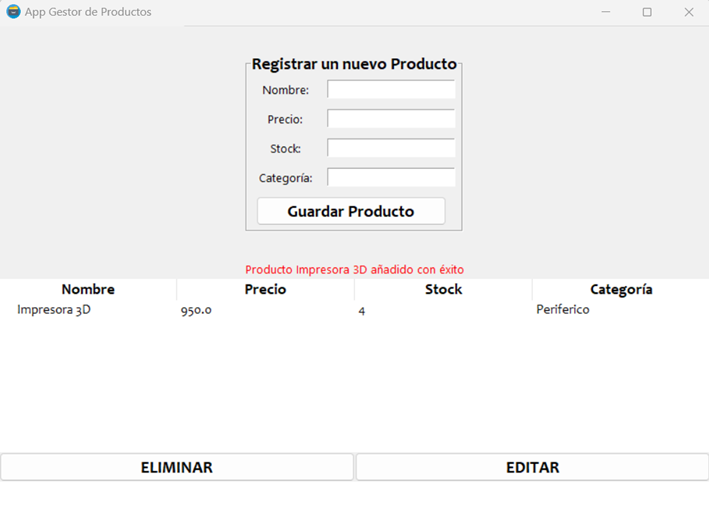 App Gestor de Productos
Registrar un nuevo Producto
Nombre:
Precio:
Stock:
Categoría:
Guardar Producto
Producto Impresora 3D añadido con éxito
Nombre Precio Stock Categoría
Impresora 3D 950.0 4 Periferico
ELIMINAR EDITAR